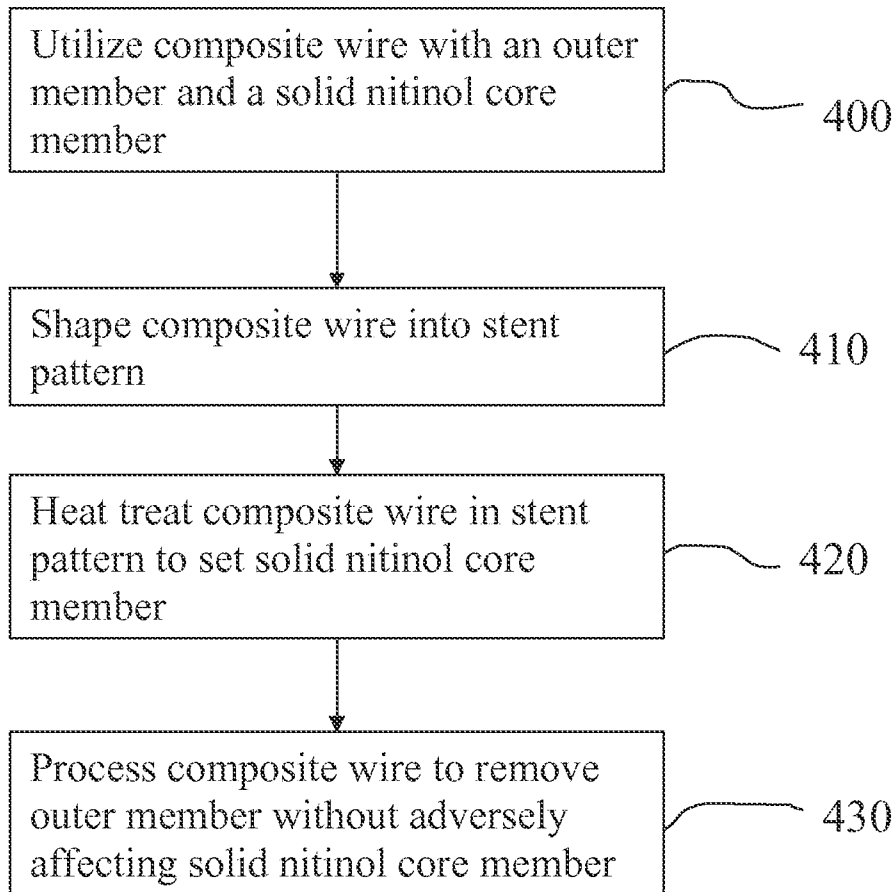 Utilize composite wire with an outer
member and a solid nitinol core
member
400
Shape composite wire into stent
pattern
410
Heat treat composite wire in stent
pattern to set solid nitinol core
member
420
Process composite wire to remove
outer member without adversely
affecting solid nitinol core member
430